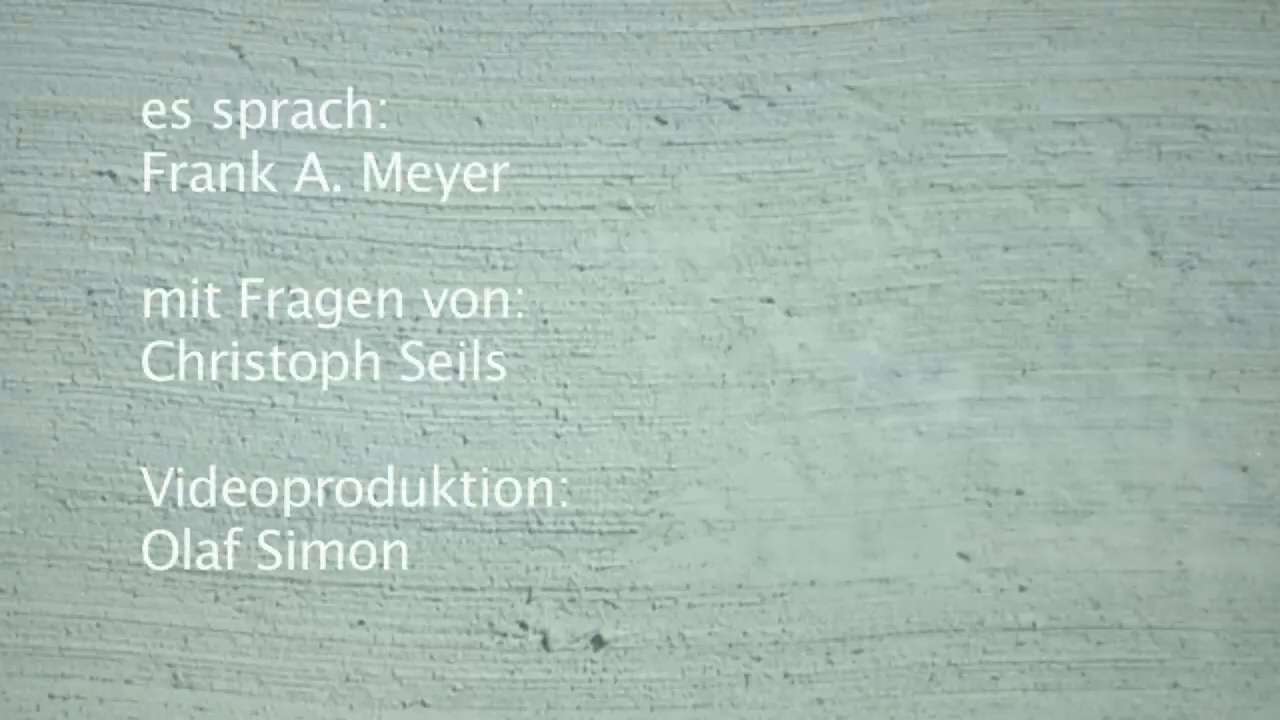 es sprach:
Frank A. Meyer
mit Fragen von:
Christoph Seils
Videoproduktion:
Olaf Simon